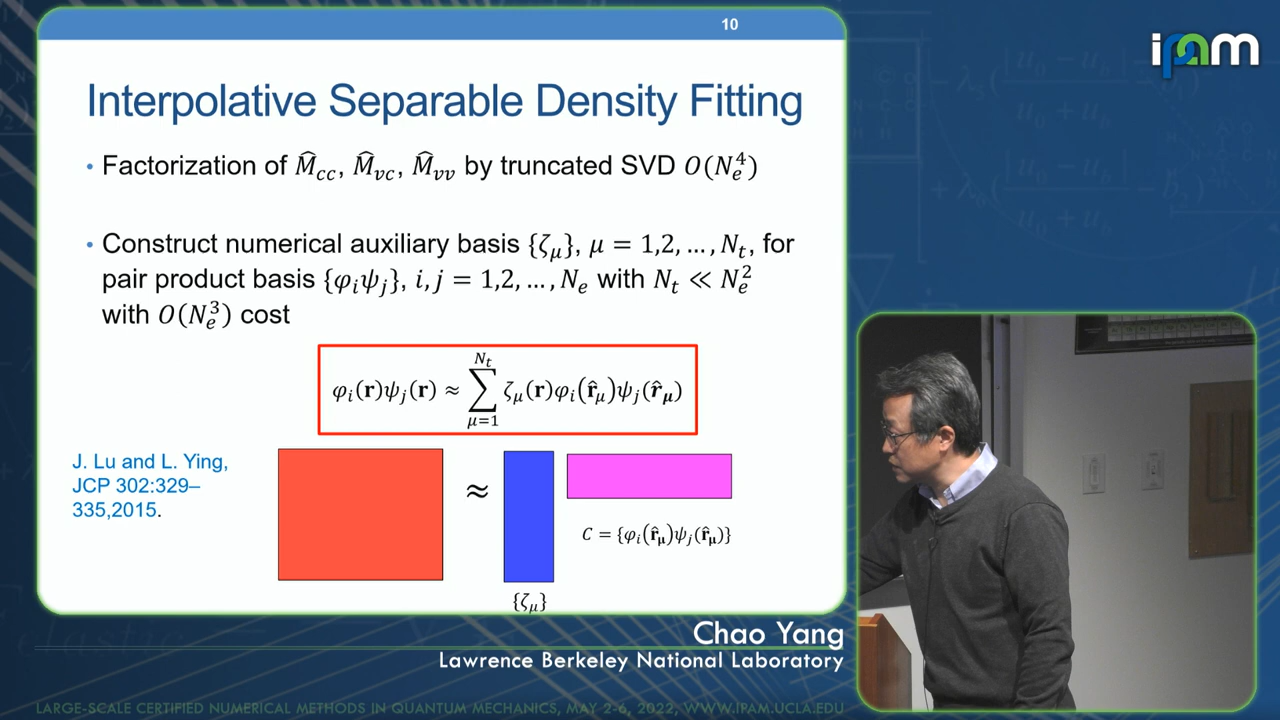 10
ipam
Interpolative Separable Density Fitting
• Factorization of M̂_cc, M̂_vc, M̂_vv by truncated SVD O(N_e^4)
• Construct numerical auxiliary basis {ζ_μ}, μ = 1,2, …, N_t, for
pair product basis {φ_iψ_j}, i, j = 1,2, …, N_e with N_t ≪ N_e^2
with O(N_e^3) cost
φ_i(r)ψ_j(r) ≈ ∑_{μ=1}^{N_t} ζ_μ(r)φ_i(r̂_μ)ψ_j(r̂_μ)
J. Lu and L. Ying,
JCP 302:329–
335,2015.
≈
C = {φ_i(r̂_μ)ψ_j(r̂_μ)}
{ζ_μ}
Chao Yang
Lawrence Berkeley National Laboratory
LARGE-SCALE CERTIFIED NUMERICAL METHODS IN QUANTUM MECHANICS, MAY 2-6, 2022, WWW.IPAM.UCLA.EDU